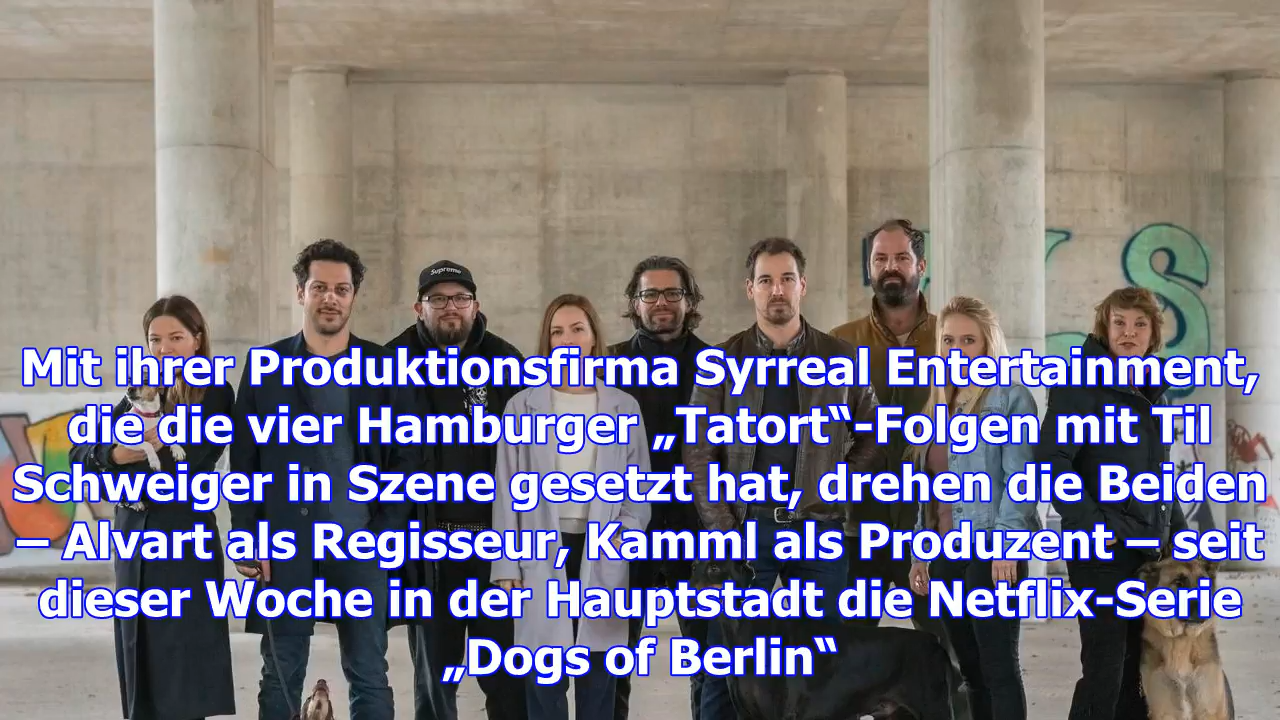 Supreme
Mit ihrer Produktionsfirma Syrreal Entertainment,
die die vier Hamburger „Tatort“-Folgen mit Til
Schweiger in Szene gesetzt hat, drehen die Beiden
– Alvart als Regisseur, Kamml als Produzent – seit
dieser Woche in der Hauptstadt die Netflix-Serie
„Dogs of Berlin“